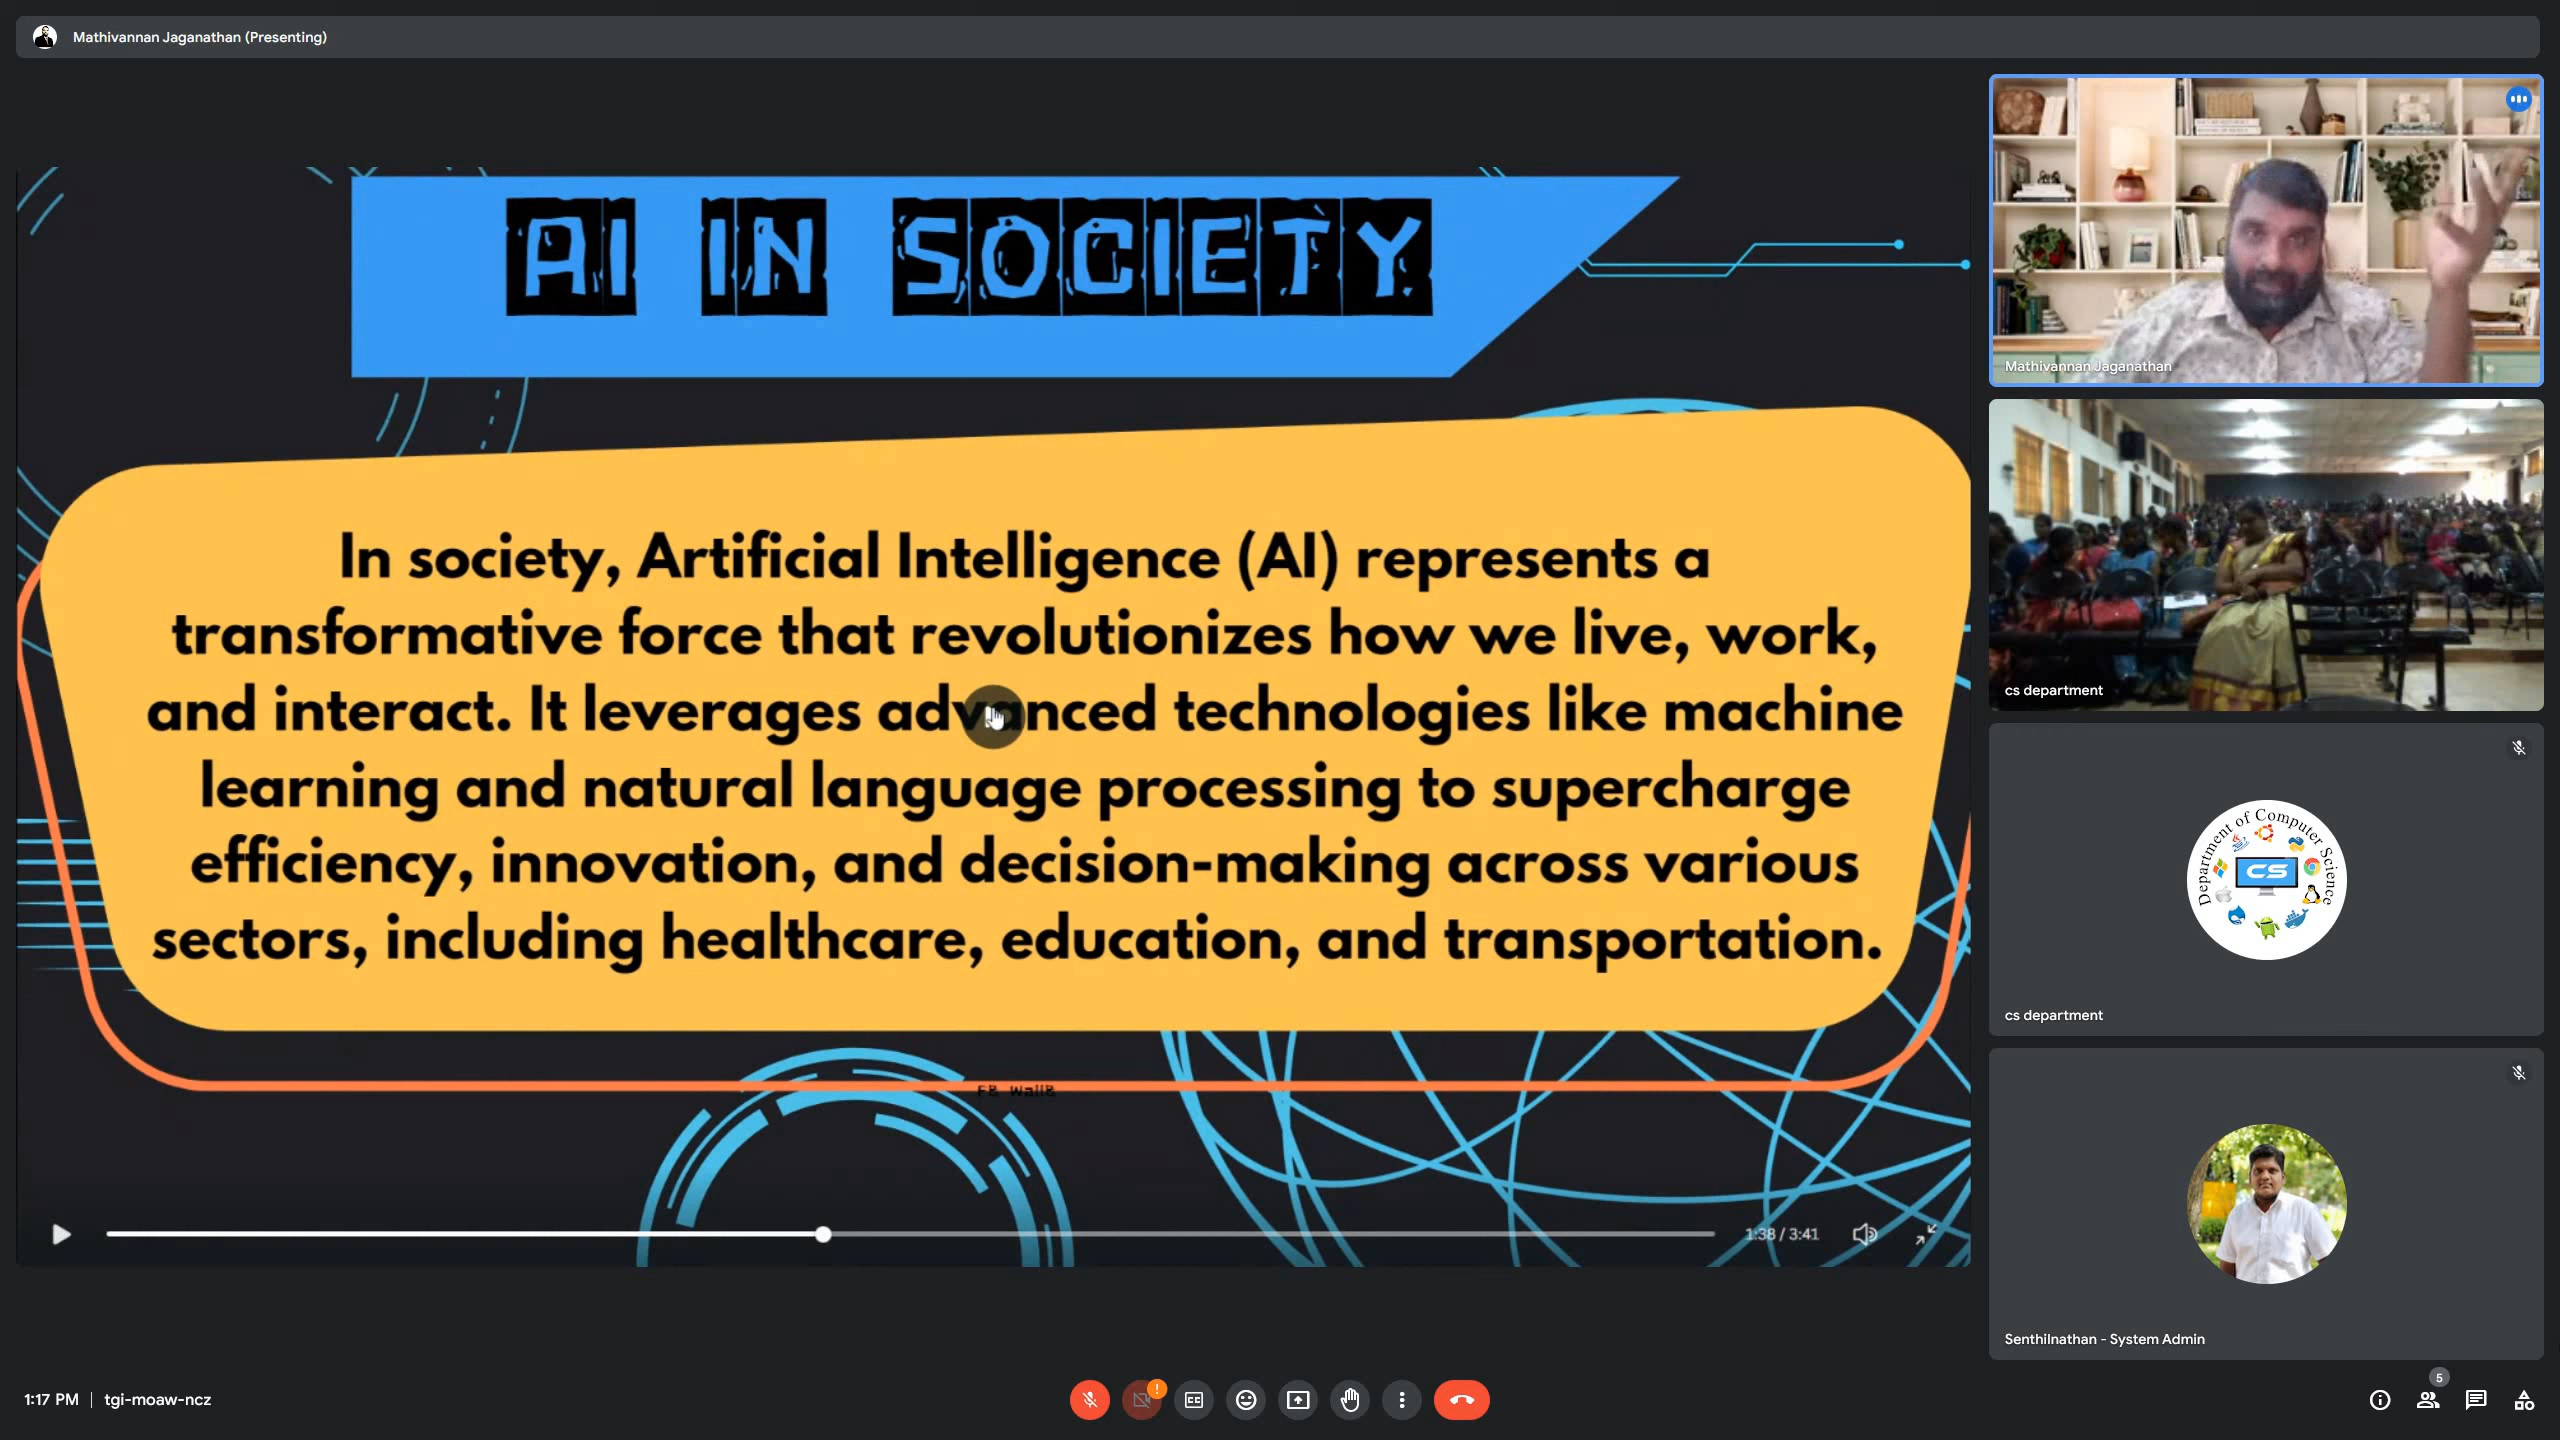 Mathivannan Jaganathan (Presenting)
AI IN SOCIETY
In society, Artificial Intelligence (AI) represents a
transformative force that revolutionizes how we live, work,
and interact. It leverages advanced technologies like machine
learning and natural language processing to supercharge
efficiency, innovation, and decision-making across various
sectors, including healthcare, education, and transportation.
1:38 / 3:41
Mathivannan Jaganathan
cs department
Department of Computer Science
CS
cs department
Senthilnathan - System Admin
1:17 PM | tgi-moaw-ncz
CC
!
5